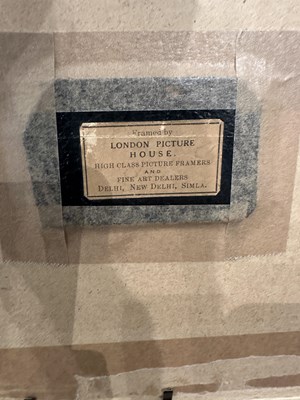 Framed by
LONDON PICTURE
HOUSE.
HIGH CLASS PICTURE FRAMERS
AND
FINE ART DEALERS
DELHI, NEW DELHI, SIMLA.